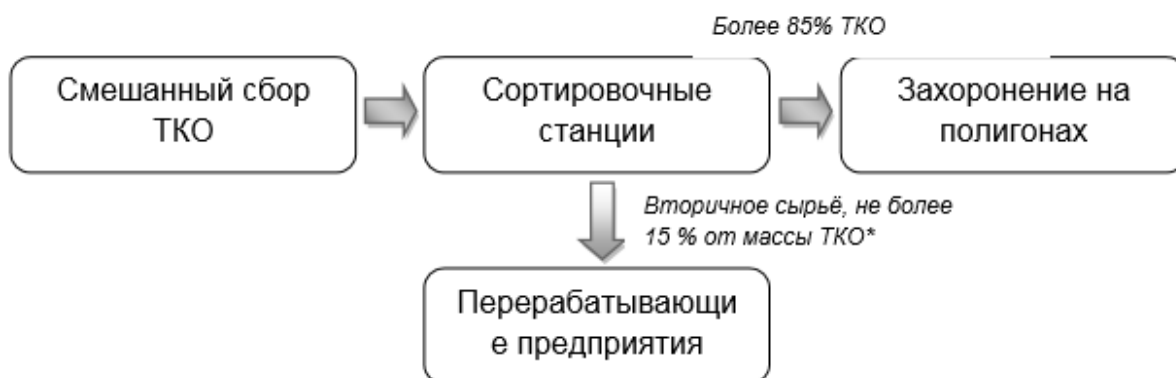 Более 85% ТКО
Смешанный сбор
ТКО
Сортировочные
станции
Захоронение на
полигонах
Вторичное сырьё, не более
15 % от массы ТКО*
Перерабатывающи
е предприятия